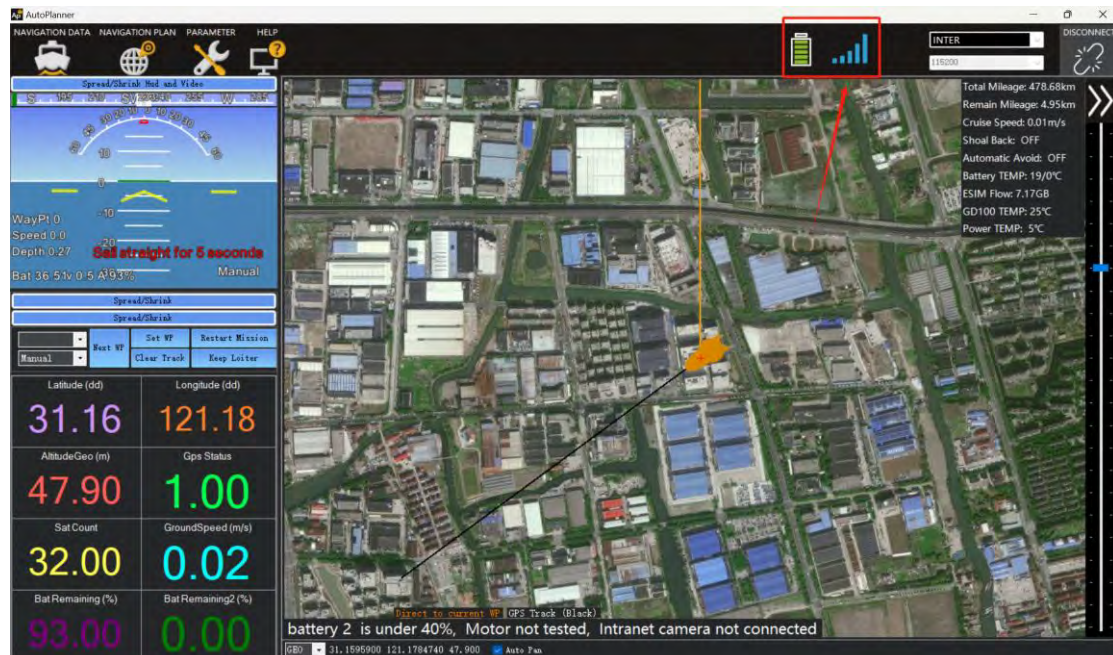 AutoPlanner
NAVIGATION DATA NAVIGATION PLAN PARAMETER HELP
INTER
115200
DISCONNECT
Spread/Shrink Hud and Video
WayPt 0
Speed 0.0
Depth 0.27
Sail straight for 5 seconds
Bat 36.51v 0.5 A 93%
Manual
Spread/Shrink
Spread/Shrink
Manual
Next WP
Set WP
Restart Mission
Clear Track
Keep Loiter
Latitude (dd)
31.16
Longitude (dd)
121.18
AltitudeGeo (m)
47.90
Gps Status
1.00
Sat Count
32.00
GroundSpeed (m/s)
0.02
Bat Remaining (%)
93.00
Bat Remaining2 (%)
0.00
Total Mileage: 478.68km
Remain Mileage: 4.95km
Cruise Speed: 0.01m/s
Shoal Back: OFF
Automatic Avoid: OFF
Battery TEMP: 19/0℃
ESIM Flow: 7.17GB
GD100 TEMP: 25℃
Power TEMP: 5℃
Direct to current WP GPS Track (Black)
battery 2 is under 40%, Motor not tested, Intranet camera not connected
GEO 31.1595900 121.1784740 47.900 Auto Pan